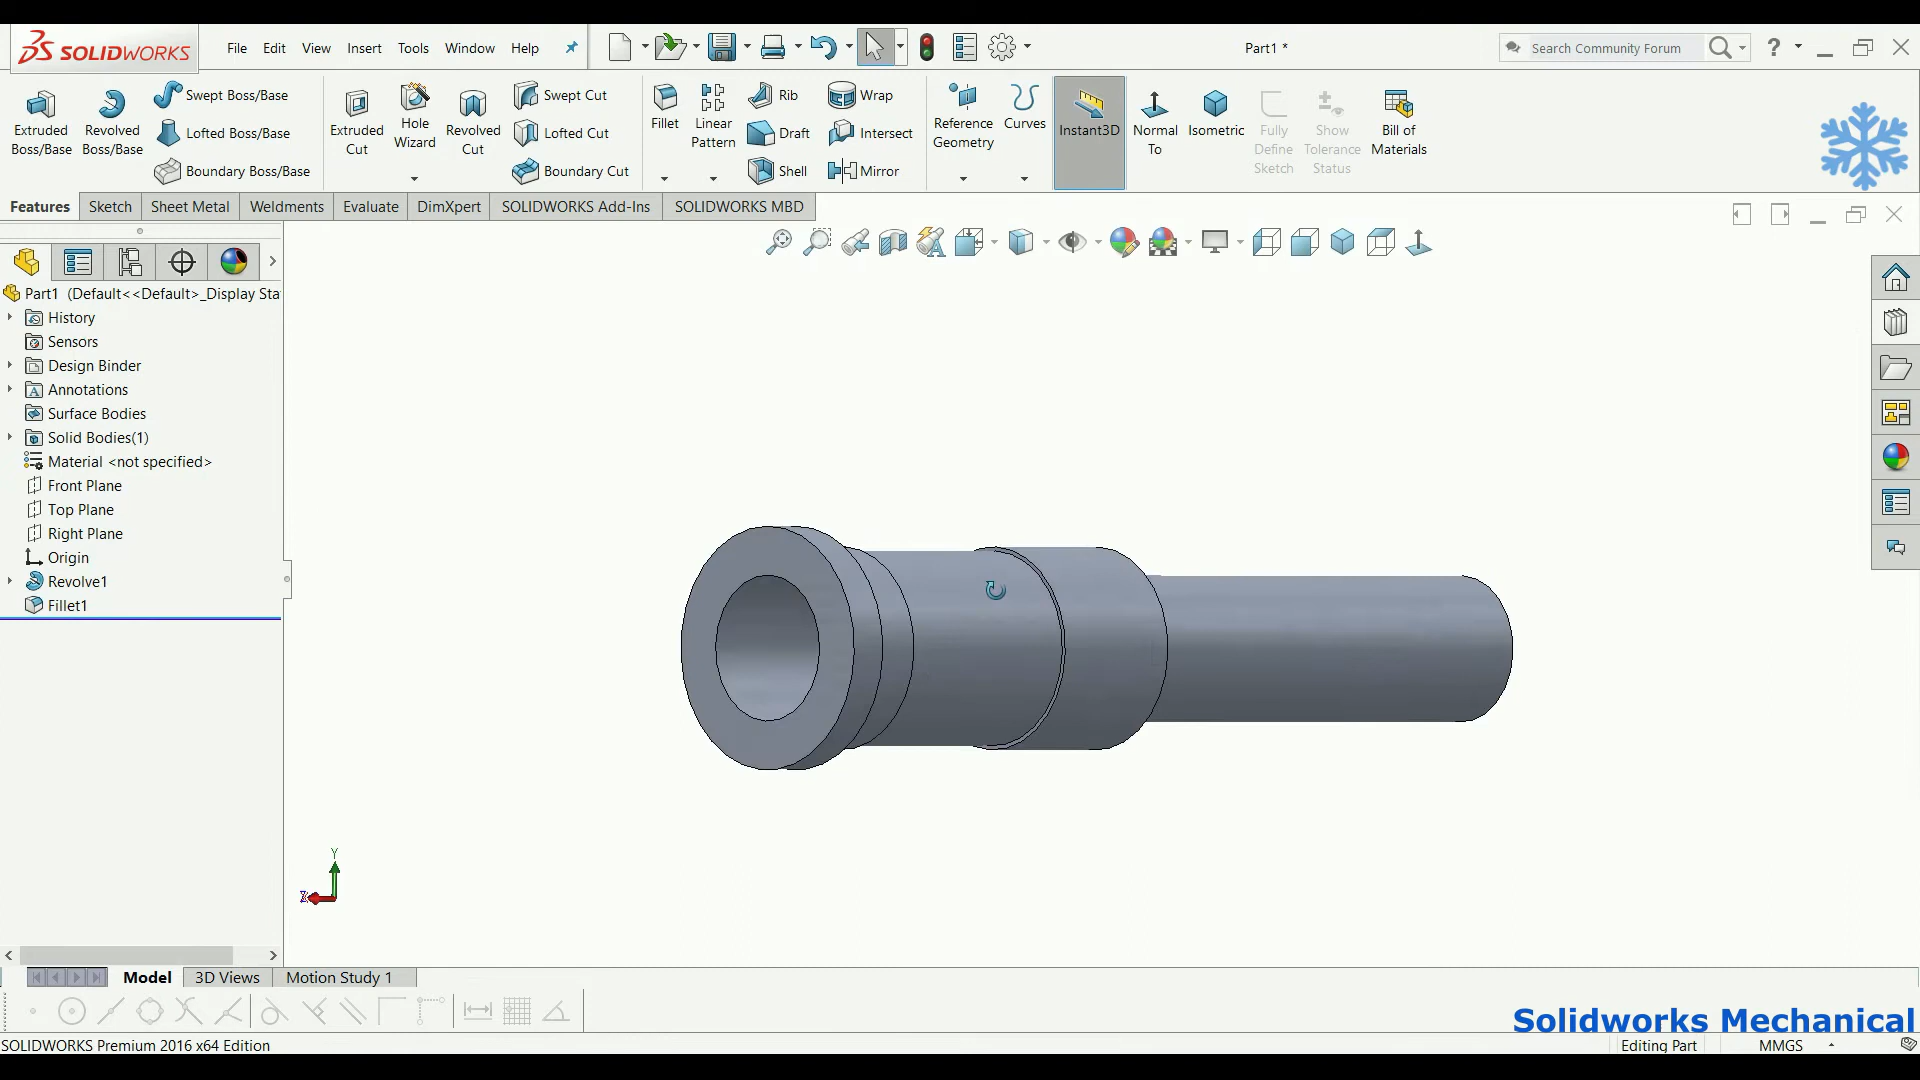 SOLIDWORKS File Edit View Insert Tools Window Help Part1 * Search Community Forum ?
Extruded Boss/Base
Revolved Boss/Base
Swept Boss/Base
Lofted Boss/Base
Boundary Boss/Base
Extruded Cut
Hole Wizard
Revolved Cut
Swept Cut
Lofted Cut
Boundary Cut
Fillet
Linear Pattern
Rib
Draft
Shell
Wrap
Intersect
Mirror
Reference Geometry
Curves
Instant3D
Normal To
Isometric
Fully Define Sketch
Show Tolerance Status
Bill of Materials
Features Sketch Sheet Metal Weldments Evaluate DimXpert SOLIDWORKS Add-Ins SOLIDWORKS MBD
Part1 (Default<<Default>_Display Sta
History
Sensors
Design Binder
Annotations
Surface Bodies
Solid Bodies(1)
Material <not specified>
Front Plane
Top Plane
Right Plane
Origin
Revolve1
Fillet1
Y
Model 3D Views Motion Study 1
Solidworks Mechanical
SOLIDWORKS Premium 2016 x64 Edition Editing Part MMGS